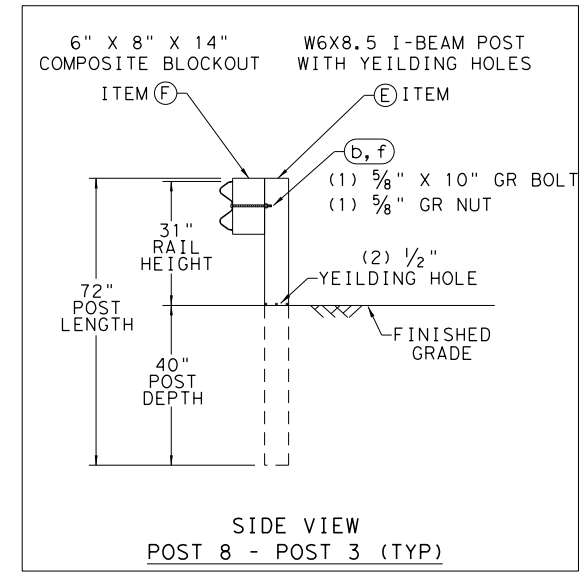 6" X 8" X 14"
COMPOSITE BLOCKOUT
ITEM F
W6X8.5 I-BEAM POST
WITH YEILDING HOLES
E ITEM
b, f
(1) 5/8" X 10" GR BOLT
(1) 5/8" GR NUT
31"
RAIL
HEIGHT
(2) 1/2"
YEILDING HOLE
72"
POST
LENGTH
FINISHED
GRADE
40"
POST
DEPTH
SIDE VIEW
POST 8 - POST 3 (TYP)